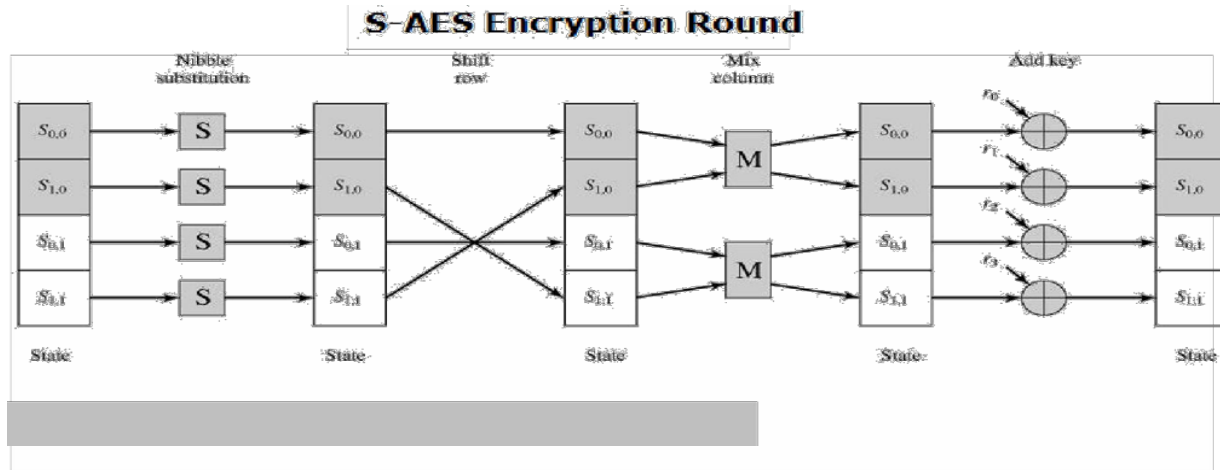 S-AES Encryption Round
Nibble substitution
Shift row
Mix column
Add key
S0,0 S S0,0 S0,0 S0,0 r0 S0,0
S1,0 S S1,0 S1,0 M S1,0 r1 S1,0
S0,1 S S0,1 S0,1 S0,1 r2 S0,1
S1,1 S S1,1 S1,1 M S1,1 r3 S1,1
State State State State State